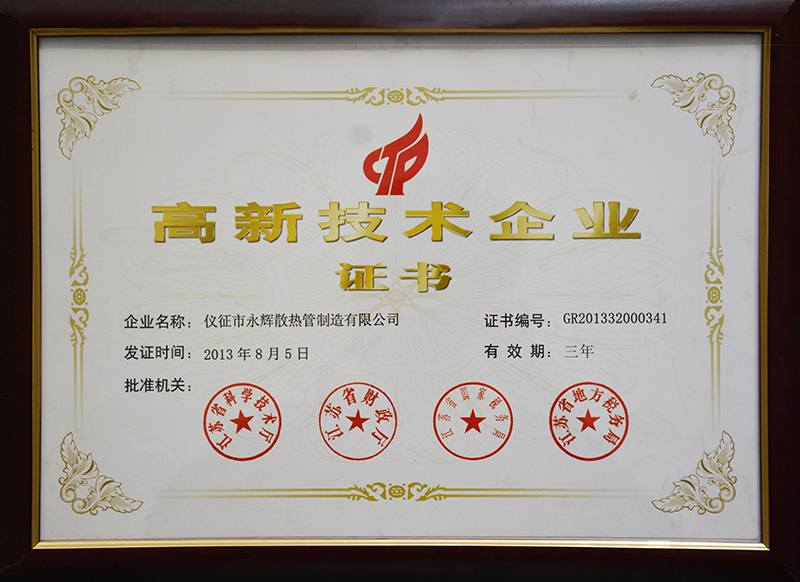 CTP
高新技术企业
证书
企业名称：仪征市永辉散热管制造有限公司
证书编号：GR201332000341
发证时间：2013年8月5日
有效期：三年
批准机关：
江苏省科学技术厅
江苏省财政厅
江苏省国家税务局
江苏省地方税务局